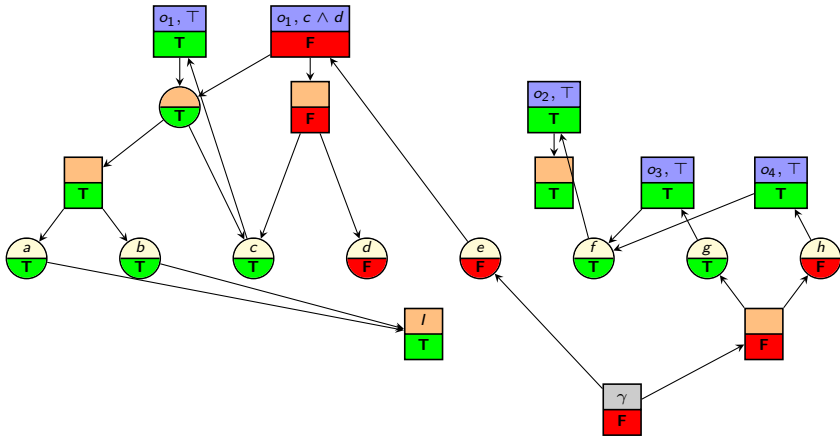 o₁, ⊤
T
o₁, c ∧ d
F
T
F
o₂, ⊤
T
T
T
o₃, ⊤
T
o₄, ⊤
T
a
T
b
T
c
T
d
F
e
F
f
T
g
T
h
F
I
T
F
γ
F